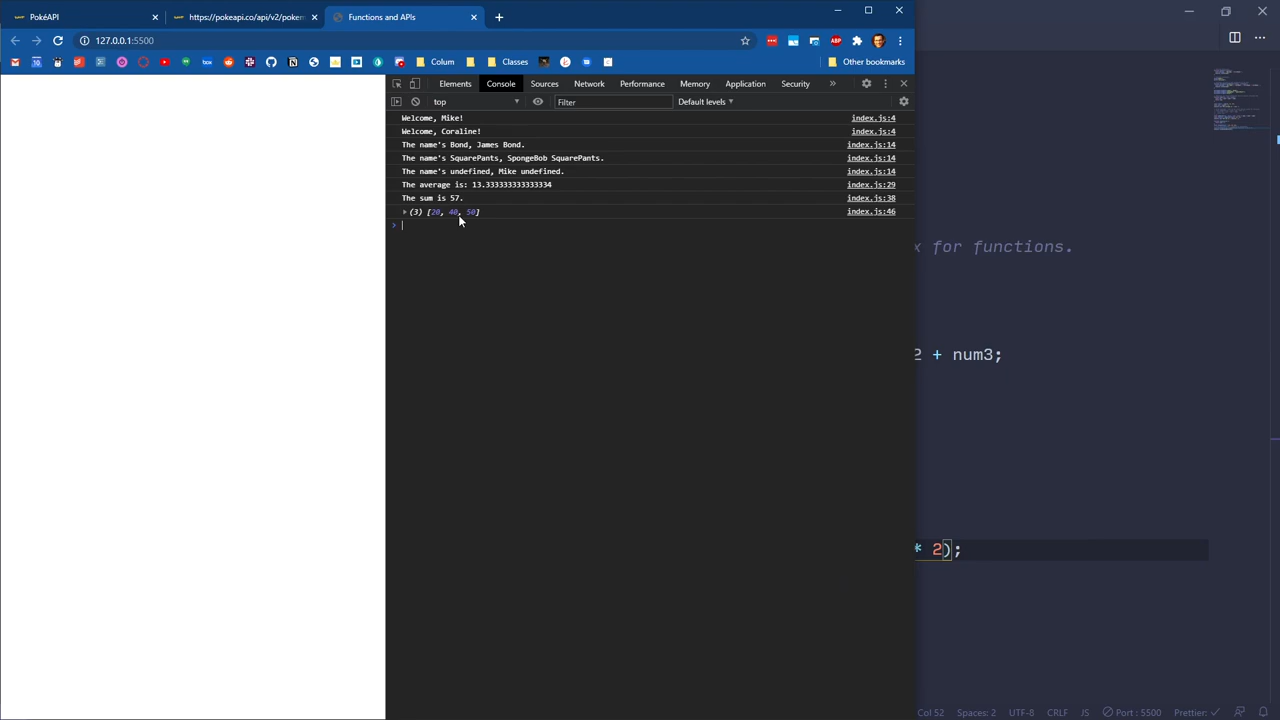 PokéAPI
https://pokeapi.co/api/v2/pokem
Functions and APIs
127.0.0.1:5500
Colum
Classes
Other bookmarks
Elements
Console
Sources
Network
Performance
Memory
Application
Security
top
Filter
Default levels
Welcome, Mike! index.js:4
Welcome, Coraline! index.js:4
The name's Bond, James Bond. index.js:14
The name's SquarePants, SpongeBob SquarePants. index.js:14
The name's undefined, Mike undefined. index.js:14
The average is: 13.333333333333334 index.js:29
The sum is 57. index.js:38
(3) [20, 40, 50] index.js:46
x for functions.
2 + num3;
* 2);
Col 52 Spaces: 2 UTF-8 CRLF JS Port : 5500 Prettier: ✓